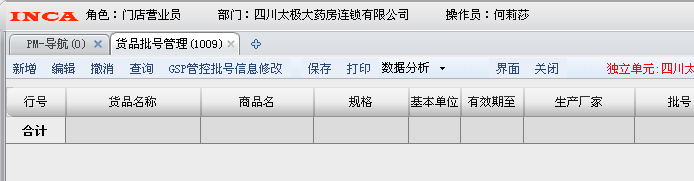 INCA 角色：门店营业员 部门：四川太极大药房连锁有限公司 操作员：何莉莎
PM-导航(0) 货品批号管理(1009)
新增 编辑 撤消 查询 GSP管控批号信息修改 保存 打印 数据分析 界面 关闭 独立单元:四川太
行号 货品名称 商品名 规格 基本单位 有效期至 生产厂家 批号
合计